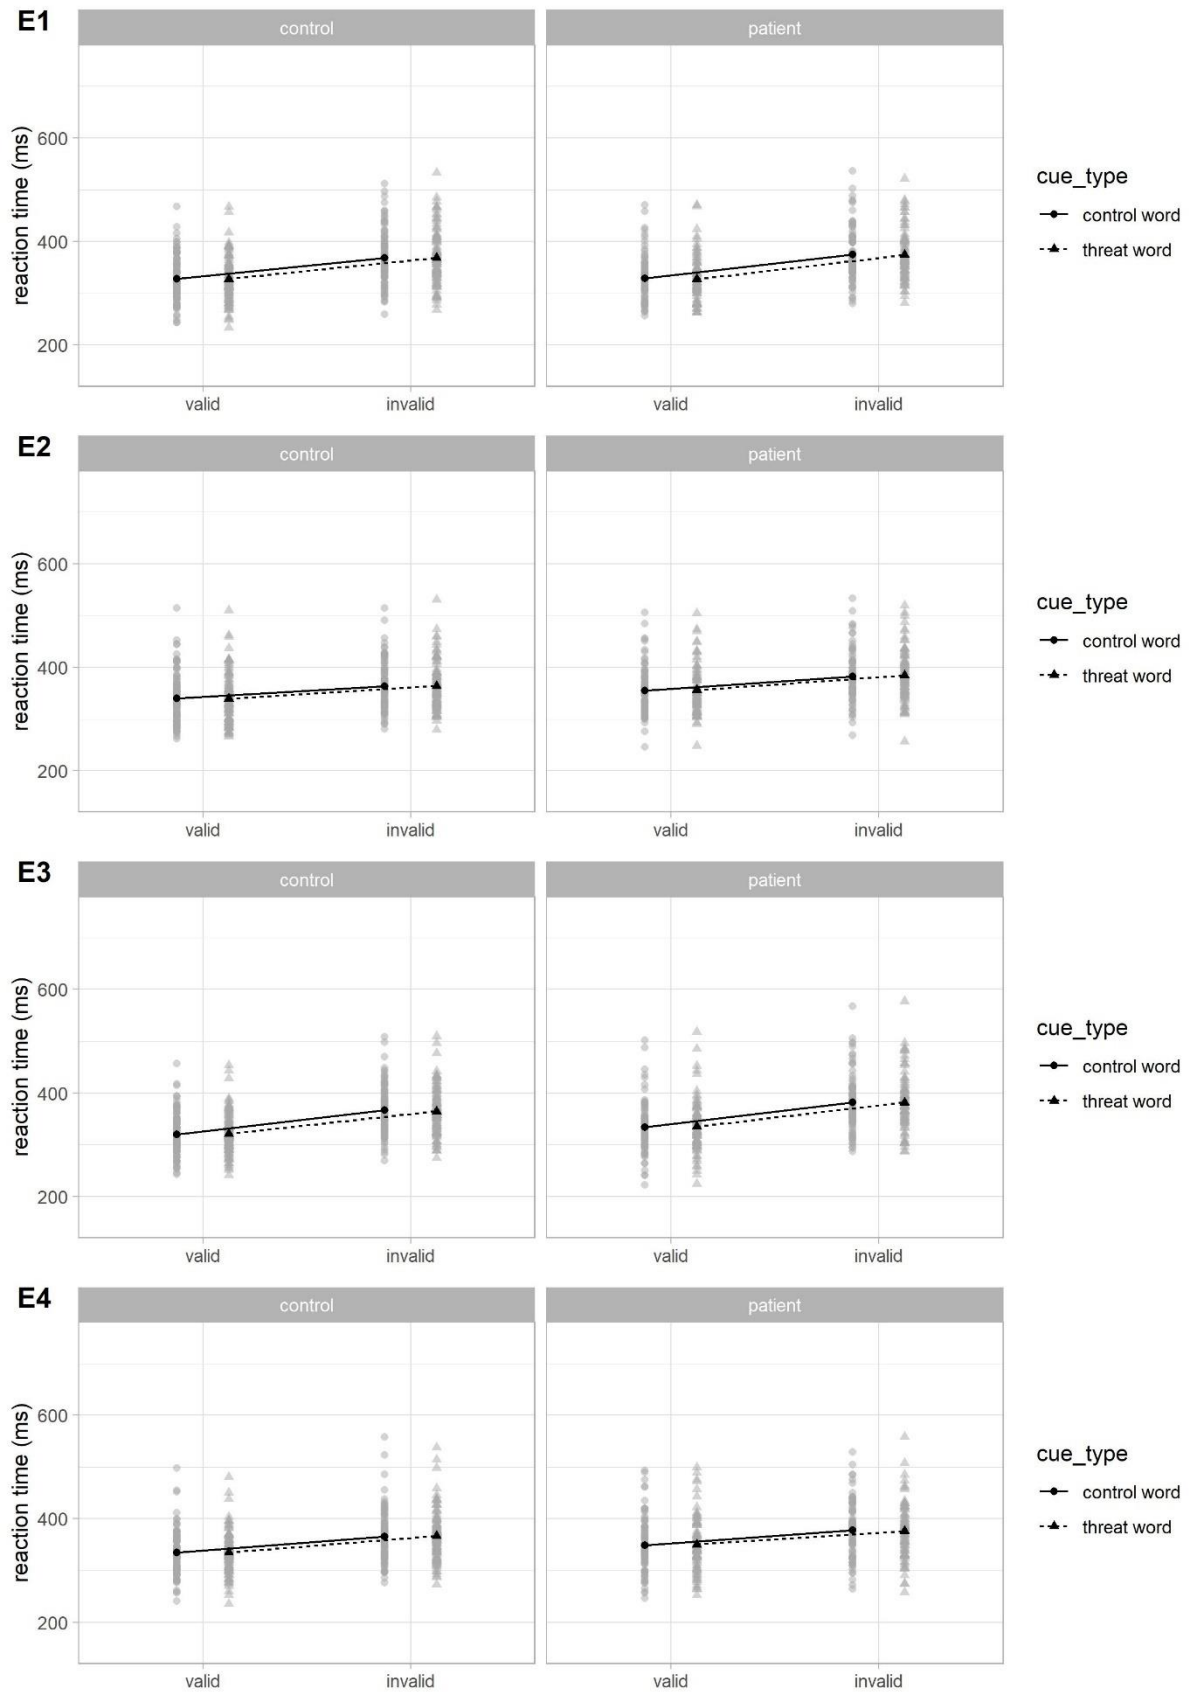 E1
control
patient
reaction time (ms)
600
400
200
valid
invalid
valid
invalid
cue_type
control word
threat word
E2
control
patient
reaction time (ms)
600
400
200
valid
invalid
valid
invalid
cue_type
control word
threat word
E3
control
patient
reaction time (ms)
600
400
200
valid
invalid
valid
invalid
cue_type
control word
threat word
E4
control
patient
reaction time (ms)
600
400
200
valid
invalid
valid
invalid
cue_type
control word
threat word